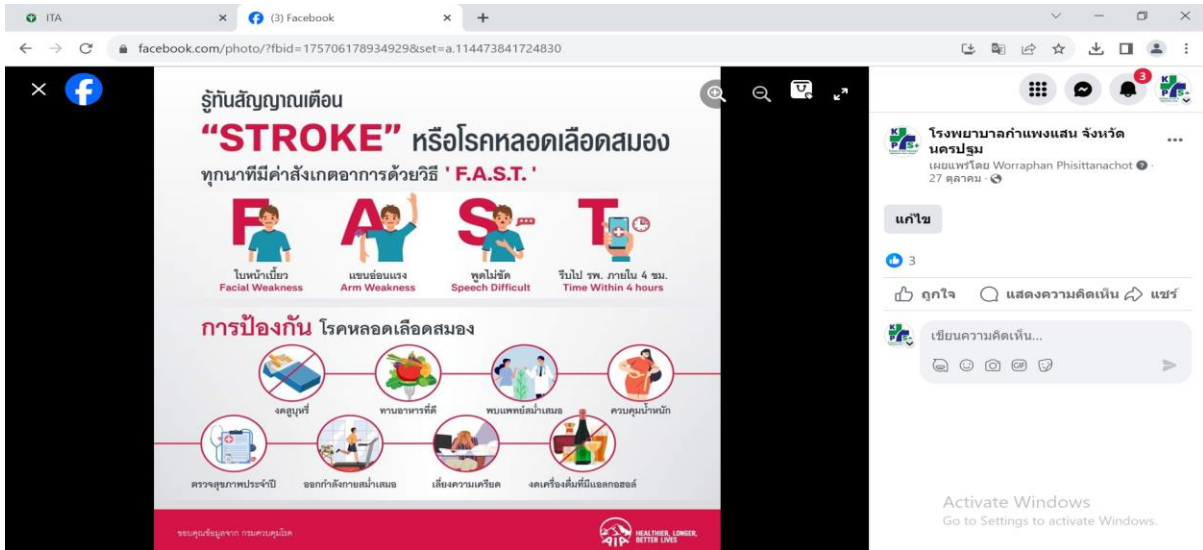 ITA
(3) Facebook
facebook.com/photo/?fbid=175706178934929&set=a.114473841724830
รู้ทันสัญญาณเตือน
“STROKE” หรือโรคหลอดเลือดสมอง
ทุกนาทีมีค่าสังเกตอาการด้วยวิธี ' F.A.S.T. '
F A S T
ใบหน้าเบี้ยว
Facial Weakness
แขนอ่อนแรง
Arm Weakness
พูดไม่ชัด
Speech Difficult
รีบไป รพ. ภายใน 4 ชม.
Time Within 4 hours
การป้องกัน โรคหลอดเลือดสมอง
งดสูบบุหรี่
ทานอาหารที่ดี
พบแพทย์สม่ำเสมอ
ควบคุมน้ำหนัก
ตรวจสุขภาพประจำปี
ออกกำลังกายสม่ำเสมอ
เลี่ยงความเครียด
งดเครื่องดื่มที่มีแอลกอฮอล์
ขอบคุณข้อมูลจาก กรมควบคุมโรค
AIA
HEALTHIER, LONGER,
BETTER LIVES
3
โรงพยาบาลกำแพงแสน จังหวัด
นครปฐม
เผยแพร่โดย Worraphan Phisittanachot
27 ตุลาคม ·
แก้ไข
3
ถูกใจ
แสดงความคิดเห็น
แชร์
เขียนความคิดเห็น...
GIF
Activate Windows
Go to Settings to activate Windows.